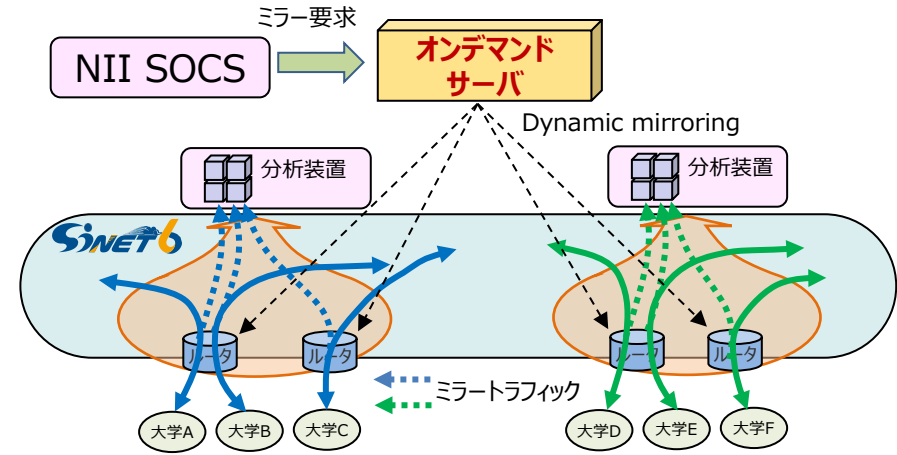 ミラー要求
NII SOCS
オンデマンド
サーバ
Dynamic mirroring
分析装置
分析装置
SINET6
ルータ
ルータ
ルータ
ルータ
ミラートラフィック
大学A
大学B
大学C
大学D
大学E
大学F